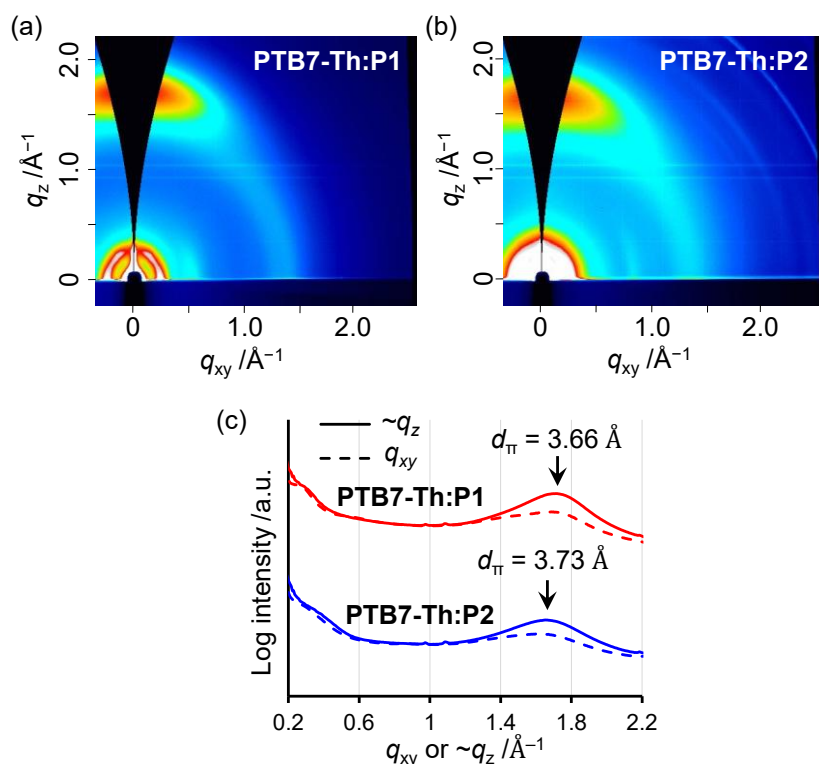 (a)
PTB7-Th:P1
2.0
1.0
0
q_z /Å⁻¹
0
1.0
2.0
q_xy /Å⁻¹
(b)
PTB7-Th:P2
2.0
1.0
0
q_z /Å⁻¹
0
1.0
2.0
q_xy /Å⁻¹
(c)
~q_z
q_xy
d_π = 3.66 Å
PTB7-Th:P1
d_π = 3.73 Å
PTB7-Th:P2
Log intensity /a.u.
0.2 0.6 1 1.4 1.8 2.2
q_xy or ~q_z /Å⁻¹